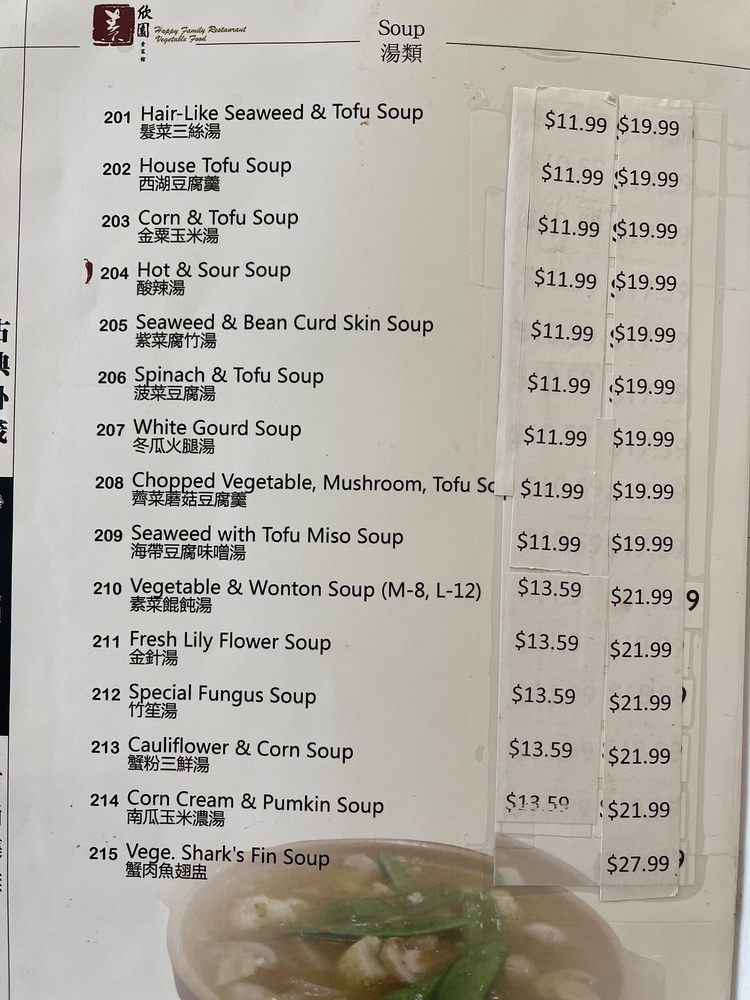 欣園
素菜館
Happy Family Restaurant
Vegetable Food
Soup
湯類
201 Hair-Like Seaweed & Tofu Soup $11.99 $19.99
髮菜三絲湯
202 House Tofu Soup $11.99 $19.99
西湖豆腐羹
203 Corn & Tofu Soup $11.99 $19.99
金粟玉米湯
204 Hot & Sour Soup $11.99 $19.99
酸辣湯
205 Seaweed & Bean Curd Skin Soup $11.99 $19.99
紫菜腐竹湯
206 Spinach & Tofu Soup $11.99 $19.99
菠菜豆腐湯
207 White Gourd Soup $11.99 $19.99
冬瓜火腿湯
208 Chopped Vegetable, Mushroom, Tofu $11.99 $19.99
薺菜蘑菇豆腐羹
209 Seaweed with Tofu Miso Soup $11.99 $19.99
海帶豆腐味噌湯
210 Vegetable & Wonton Soup (M-8, L-12) $13.59 $21.99 9
素菜餛飩湯
211 Fresh Lily Flower Soup $13.59 $21.99
金針湯
212 Special Fungus Soup $13.59 $21.99
竹笙湯
213 Cauliflower & Corn Soup $13.59 $21.99
蟹粉三鮮湯
214 Corn Cream & Pumkin Soup $13.59 $21.99
南瓜玉米濃湯
215 Vege. Shark's Fin Soup $27.99
蟹肉魚翅盅